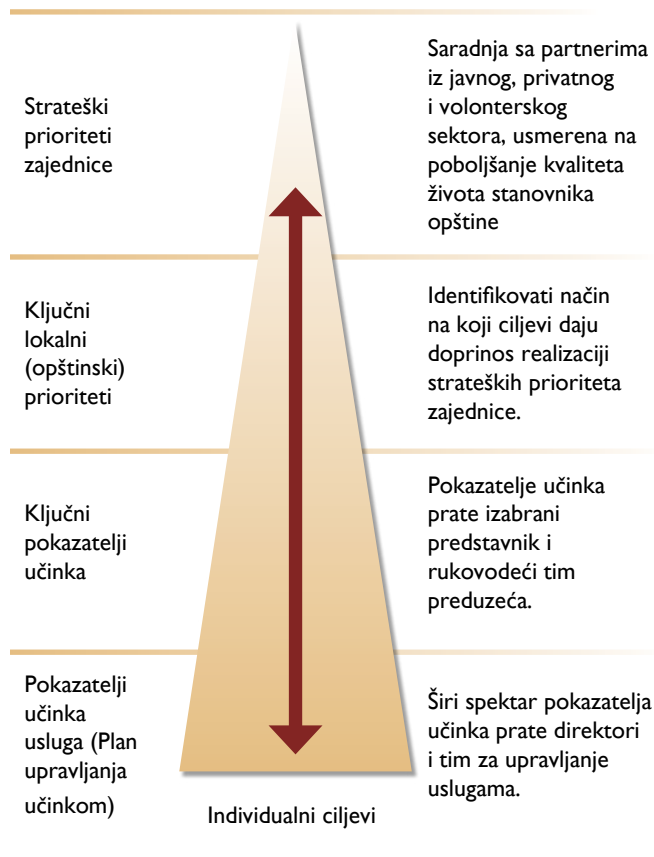 Strateški
prioriteti
zajednice
Saradnja sa partnerima
iz javnog, privatnog
i volonterskog
sektora, usmerena na
poboljšanje kvaliteta
života stanovnika
opštine
Ključni
lokalni
(opštinski)
prioriteti
Identifikovati način
na koji ciljevi daju
doprinos realizaciji
strateških prioriteta
zajednice.
Ključni
pokazatelji
učinka
Pokazatelje učinka
prate izabrani
predstavnik i
rukovodeći tim
preduzeća.
Pokazatelji
učinka
usluga (Plan
upravljanja
učinkom)
Širi spektar pokazatelja
učinka prate direktori
i tim za upravljanje
uslugama.
Individualni ciljevi